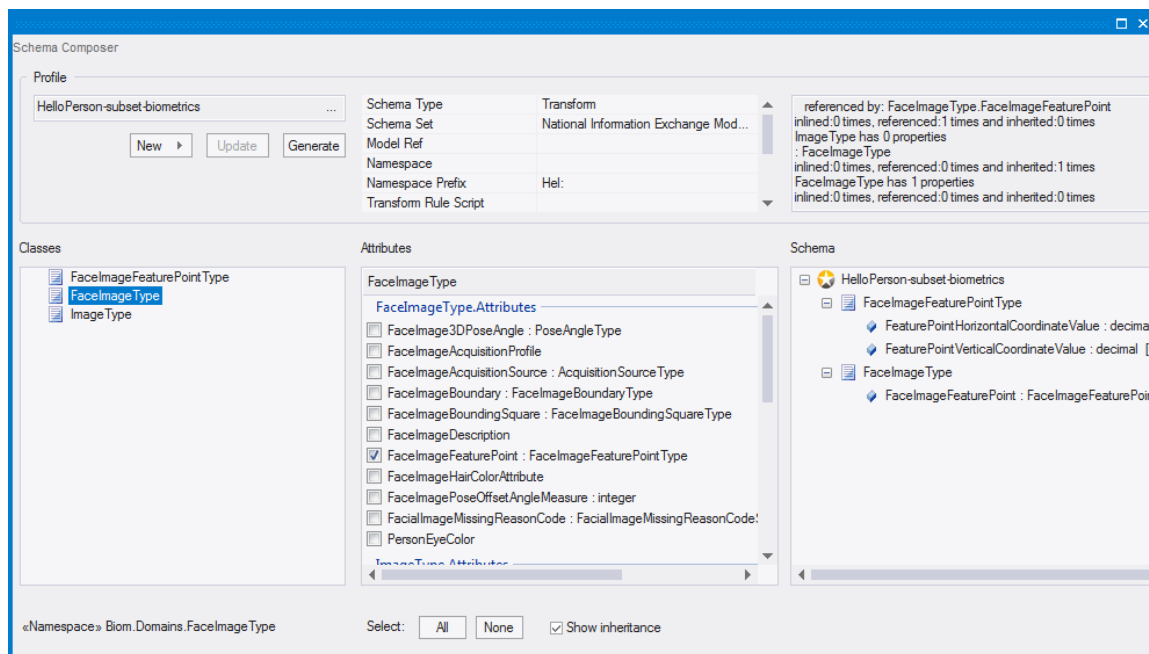 Schema Composer
Profile
HelloPerson-subset-biometrics ...
New Update Generate
Schema Type Transform
Schema Set National Information Exchange Mod...
Model Ref
Namespace
Namespace Prefix Hel:
Transform Rule Script
referenced by: FaceImageType.FaceImageFeaturePoint
inlined:0 times, referenced:1 times and inherited:0 times
ImageType has 0 properties
: FaceImageType
inlined:0 times, referenced:0 times and inherited:1 times
FaceImageType has 1 properties
inlined:0 times, referenced:0 times and inherited:0 times
Classes
FaceImageFeaturePointType
FaceImageType
ImageType
Attributes
FaceImageType
FaceImageType.Attributes
FaceImage3DPoseAngle : PoseAngleType
FaceImageAcquisitionProfile
FaceImageAcquisitionSource : AcquisitionSourceType
FaceImageBoundary : FaceImageBoundaryType
FaceImageBoundingSquare : FaceImageBoundingSquareType
FaceImageDescription
FaceImageFeaturePoint : FaceImageFeaturePointType
FaceImageHairColorAttribute
FaceImagePoseOffsetAngleMeasure : integer
FacialImageMissingReasonCode : FacialImageMissingReasonCode
PersonEyeColor
ImageType.Attributes
Schema
HelloPerson-subset-biometrics
FaceImageFeaturePointType
FeaturePointHorizontalCoordinateValue : decima
FeaturePointVerticalCoordinateValue : decimal [
FaceImageType
FaceImageFeaturePoint : FaceImageFeaturePoi
«Namespace» Biom.Domains.FaceImageType
Select: All None Show inheritance